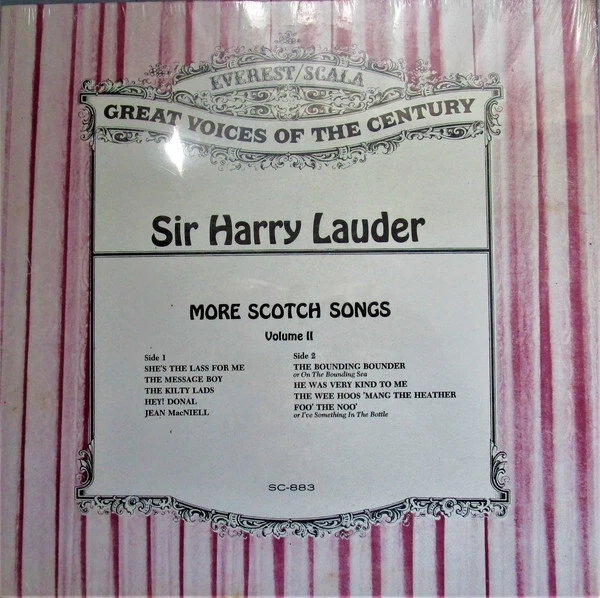 EVEREST/SCALA
GREAT VOICES OF THE CENTURY
Sir Harry Lauder
MORE SCOTCH SONGS
Volume II
Side 1
SHE'S THE LASS FOR ME
THE MESSAGE BOY
THE KILTY LADS
HEY! DONAL
JEAN MacNIELL
Side 2
THE BOUNDING BOUNDER
or On The Bounding Sea
HE WAS VERY KIND TO ME
THE WEE HOOS 'MANG THE HEATHER
FOO' THE NOO'
or I've Something In The Bottle
SC-883